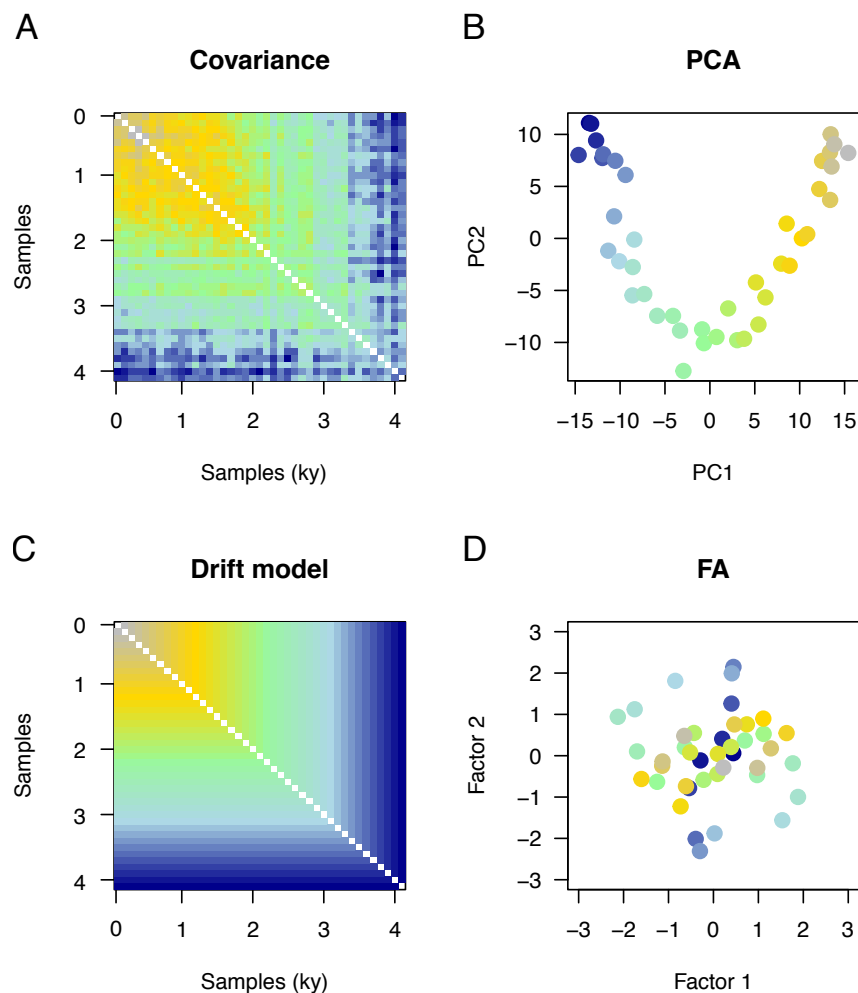 A
Covariance
Samples
0
1
2
3
4
0 1 2 3 4
Samples (ky)
B
PCA
PC2
10
5
0
−5
−10
−15 −10 −5 0 5 10 15
PC1
C
Drift model
Samples
0
1
2
3
4
0 1 2 3 4
Samples (ky)
D
FA
Factor 2
3
2
1
0
−1
−2
−3
−3 −2 −1 0 1 2 3
Factor 1